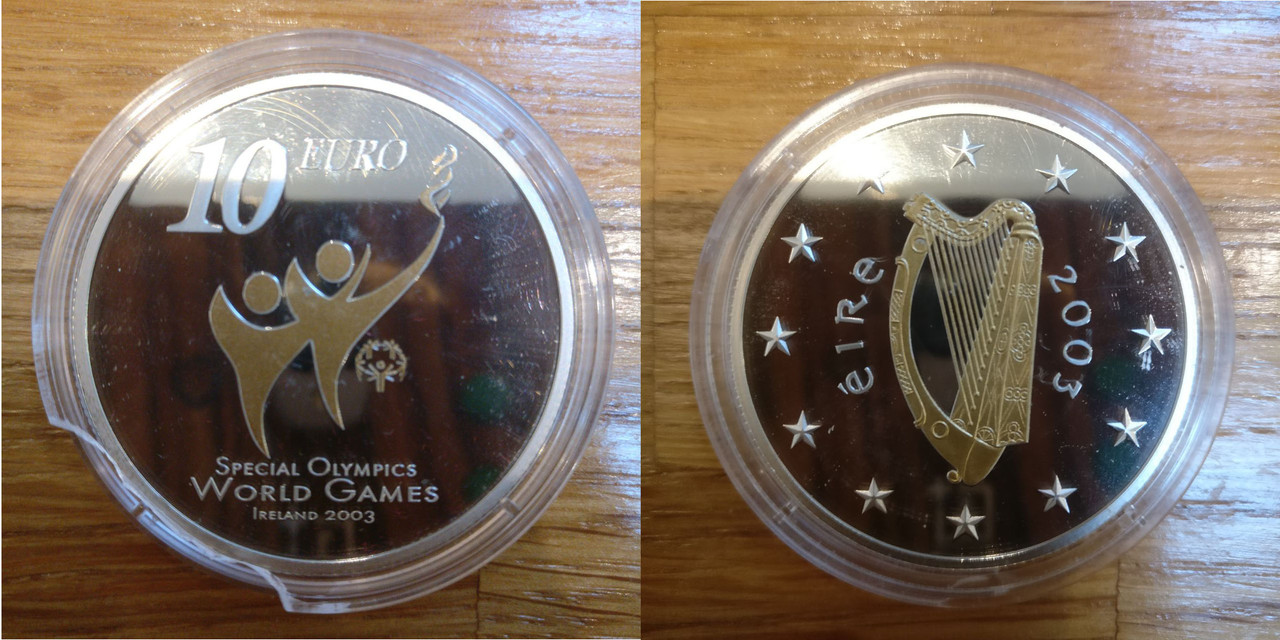 10 EURO
SPECIAL OLYMPICS
WORLD GAMES
IRELAND 2003
éIRe
2003